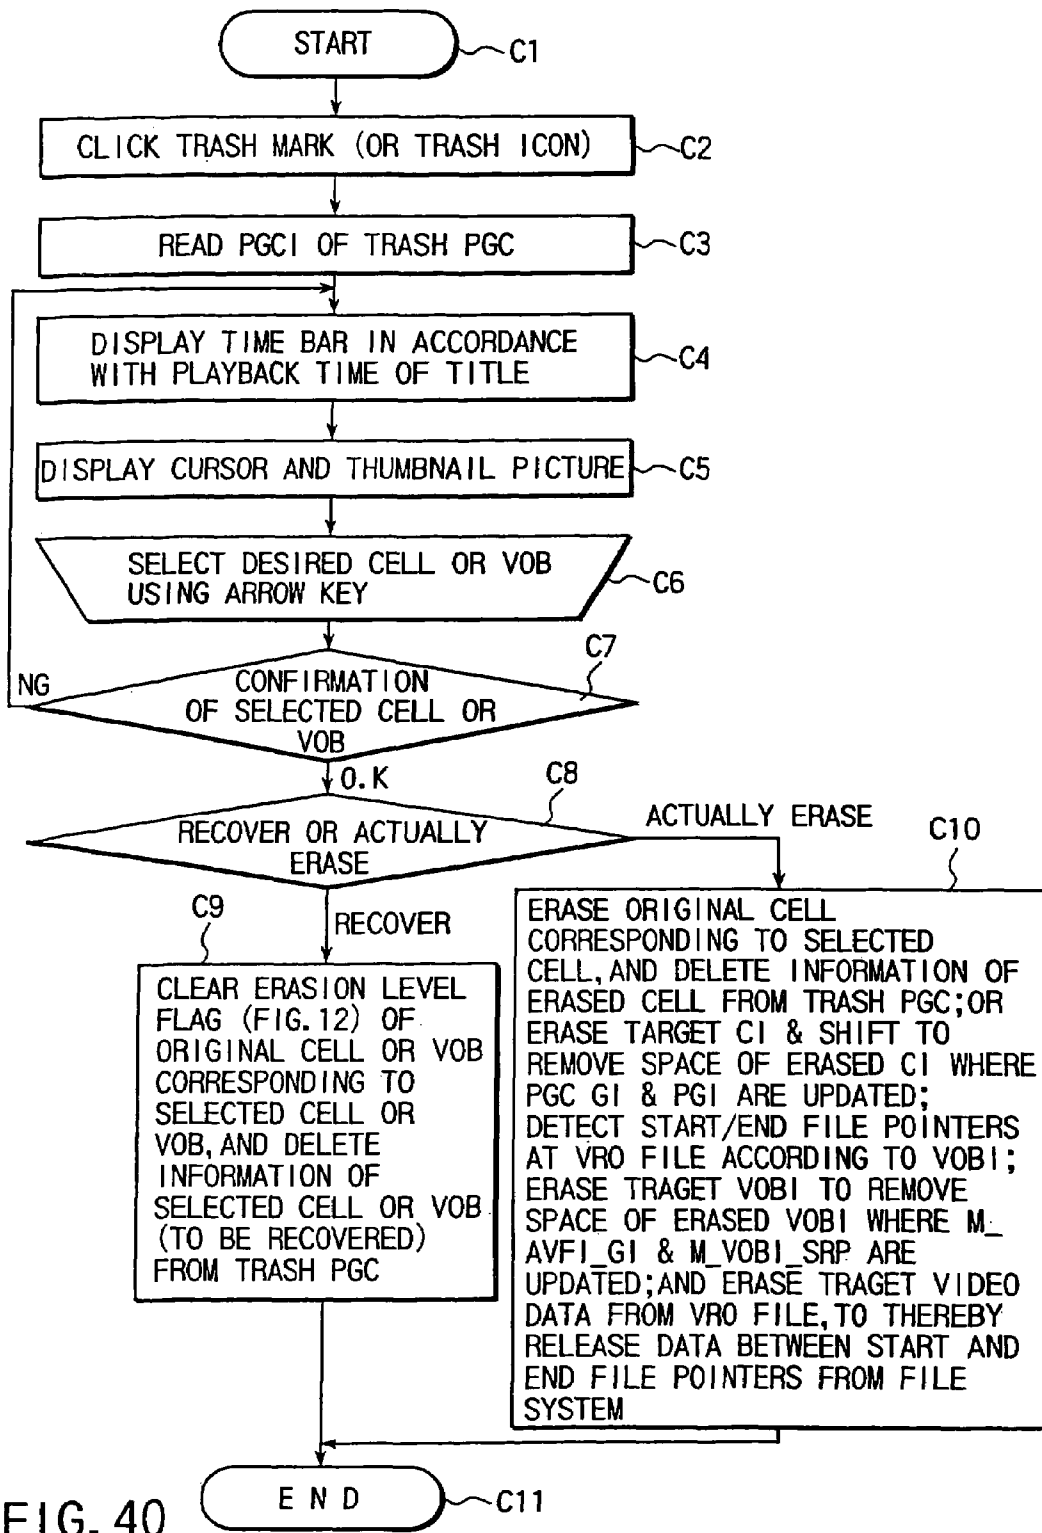 START
C1
CLICK TRASH MARK (OR TRASH ICON)
C2
READ PGCI OF TRASH PGC
C3
DISPLAY TIME BAR IN ACCORDANCE
WITH PLAYBACK TIME OF TITLE
C4
DISPLAY CURSOR AND THUMBNAIL PICTURE
C5
SELECT DESIRED CELL OR VOB
USING ARROW KEY
C6
C7
NG
CONFIRMATION
OF SELECTED CELL OR
VOB
O.K
C8
RECOVER OR ACTUALLY
ERASE
ACTUALLY ERASE
C10
C9
RECOVER
CLEAR ERASION LEVEL
FLAG (FIG.12) OF
ORIGINAL CELL OR VOB
CORRESPONDING TO
SELECTED CELL OR
VOB, AND DELETE
INFORMATION OF
SELECTED CELL OR VOB
(TO BE RECOVERED)
FROM TRASH PGC
ERASE ORIGINAL CELL
CORRESPONDING TO SELECTED
CELL, AND DELETE INFORMATION OF
ERASED CELL FROM TRASH PGC;OR
ERASE TARGET CI & SHIFT TO
REMOVE SPACE OF ERASED CI WHERE
PGC GI & PGI ARE UPDATED;
DETECT START/END FILE POINTERS
AT VRO FILE ACCORDING TO VOBI;
ERASE TRAGET VOBI TO REMOVE
SPACE OF ERASED VOBI WHERE M_
AVFI_GI & M_VOBI_SRP ARE
UPDATED;AND ERASE TRAGET VIDEO
DATA FROM VRO FILE, TO THEREBY
RELEASE DATA BETWEEN START AND
END FILE POINTERS FROM FILE
SYSTEM
END
C11
FIG. 40